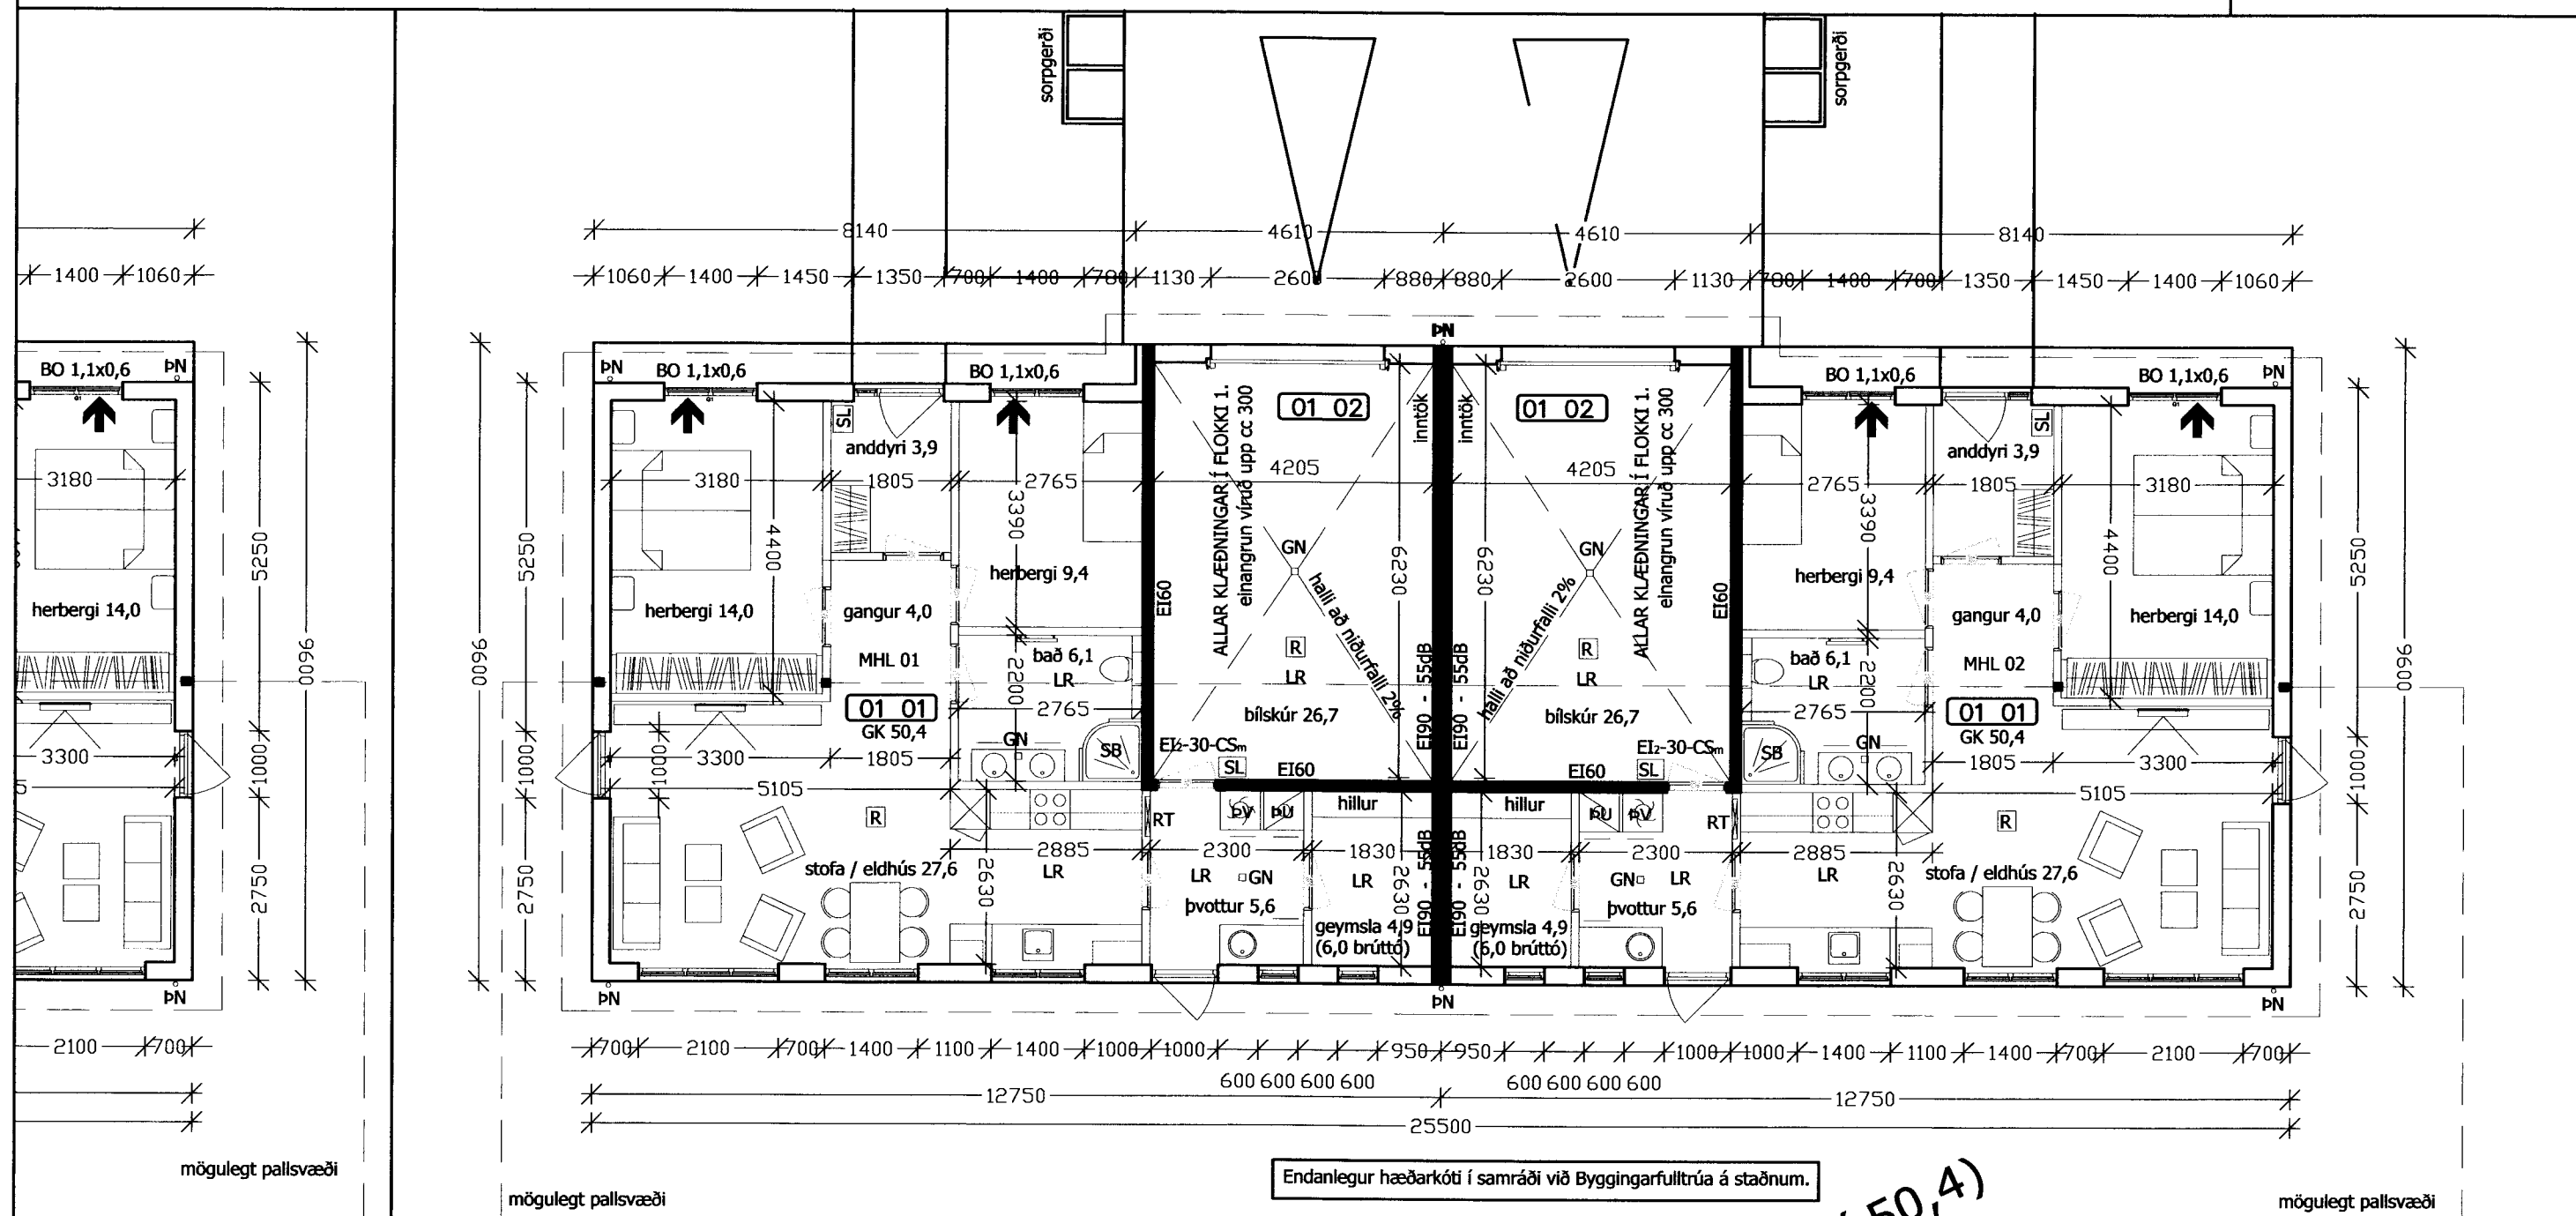 sorpgerði
sorpgerði
8140 4610 4610 8140
1400 1060
1060 1400 1450 1350 700 1400 780 1130 2600 880 880 2600 1130 780 1400 700 1350 1450 1400 1060
ÞN
BO 1,1x0,6 ÞN
ÞN BO 1,1x0,6 BO 1,1x0,6
BO 1,1x0,6 BO 1,1x0,6 ÞN
3180
herbergi 14,0
3300
5250
1000
2750
9600
ÞN
2100 700
mögulegt pallsvæði
9600
5250
1000
2750
SL
anddyri 3,9
3180 1805 2765
4400
3390
herbergi 9,4
herbergi 14,0
gangur 4,0
MHL 01
bað 6,1
LR
2200
2765
01 01
GK 50,4
GN
SB
3300 1805
1000
5105
R
stofa / eldhús 27,6
2885
LR
2630
RT
EI60
ALLAR KLÆÐNINGAR Í FLOKKI 1.
einangrun víruð upp cc 300
01 02
inntök
4205
GN
6230
halli að niðurfalli 2%
R
LR
bílskúr 26,7
EI90 - 55dB
EI₂-30-CSₘ
SL
EI60
ÞV ÞU
hillur
2300 1830
LR GN
LR
2630
þvottur 5,6
geymsla 4,9
(6,0 brúttó)
EI90 - 55dB
01 02
inntök
ALLAR KLÆÐNINGAR Í FLOKKI 1.
einangrun víruð upp cc 300
4205
GN
6230
halli að niðurfalli 2%
R
LR
bílskúr 26,7
EI60
EI90 - 55dB
EI₂-30-CSₘ
EI60
SL
hillur
ÞU ÞV
RT
1830 2300
LR
GN LR
2630
þvottur 5,6
geymsla 4,9
(6,0 brúttó)
EI90 - 55dB
anddyri 3,9
SL
2765 1805 3180
3390
4400
herbergi 9,4
gangur 4,0
herbergi 14,0
bað 6,1
LR
MHL 02
2200
2765
01 01
GK 50,4
SB
GN
1805 3300
5105
R
2885
LR
2630
stofa / eldhús 27,6
5250
1000
2750
9600
ÞN ÞN ÞN
700 2100 700 1400 1100 1400 1000 1000 950 950 1000 1000 1400 1100 1400 700 2100 700
600 600 600 600 600 600 600 600
12750 12750
25500
Endanlegur hæðarkóti í samráði við Byggingarfulltrúa á staðnum.
50,4)
mögulegt pallsvæði
mögulegt pallsvæði